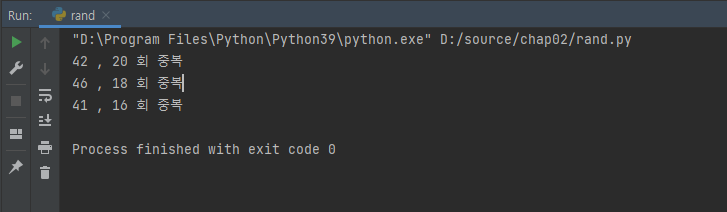 Run: rand ×
"D:\Program Files\Python\Python39\python.exe" D:/source/chap02/rand.py
42 , 20 회 중복
46 , 18 회 중복
41 , 16 회 중복
Process finished with exit code 0